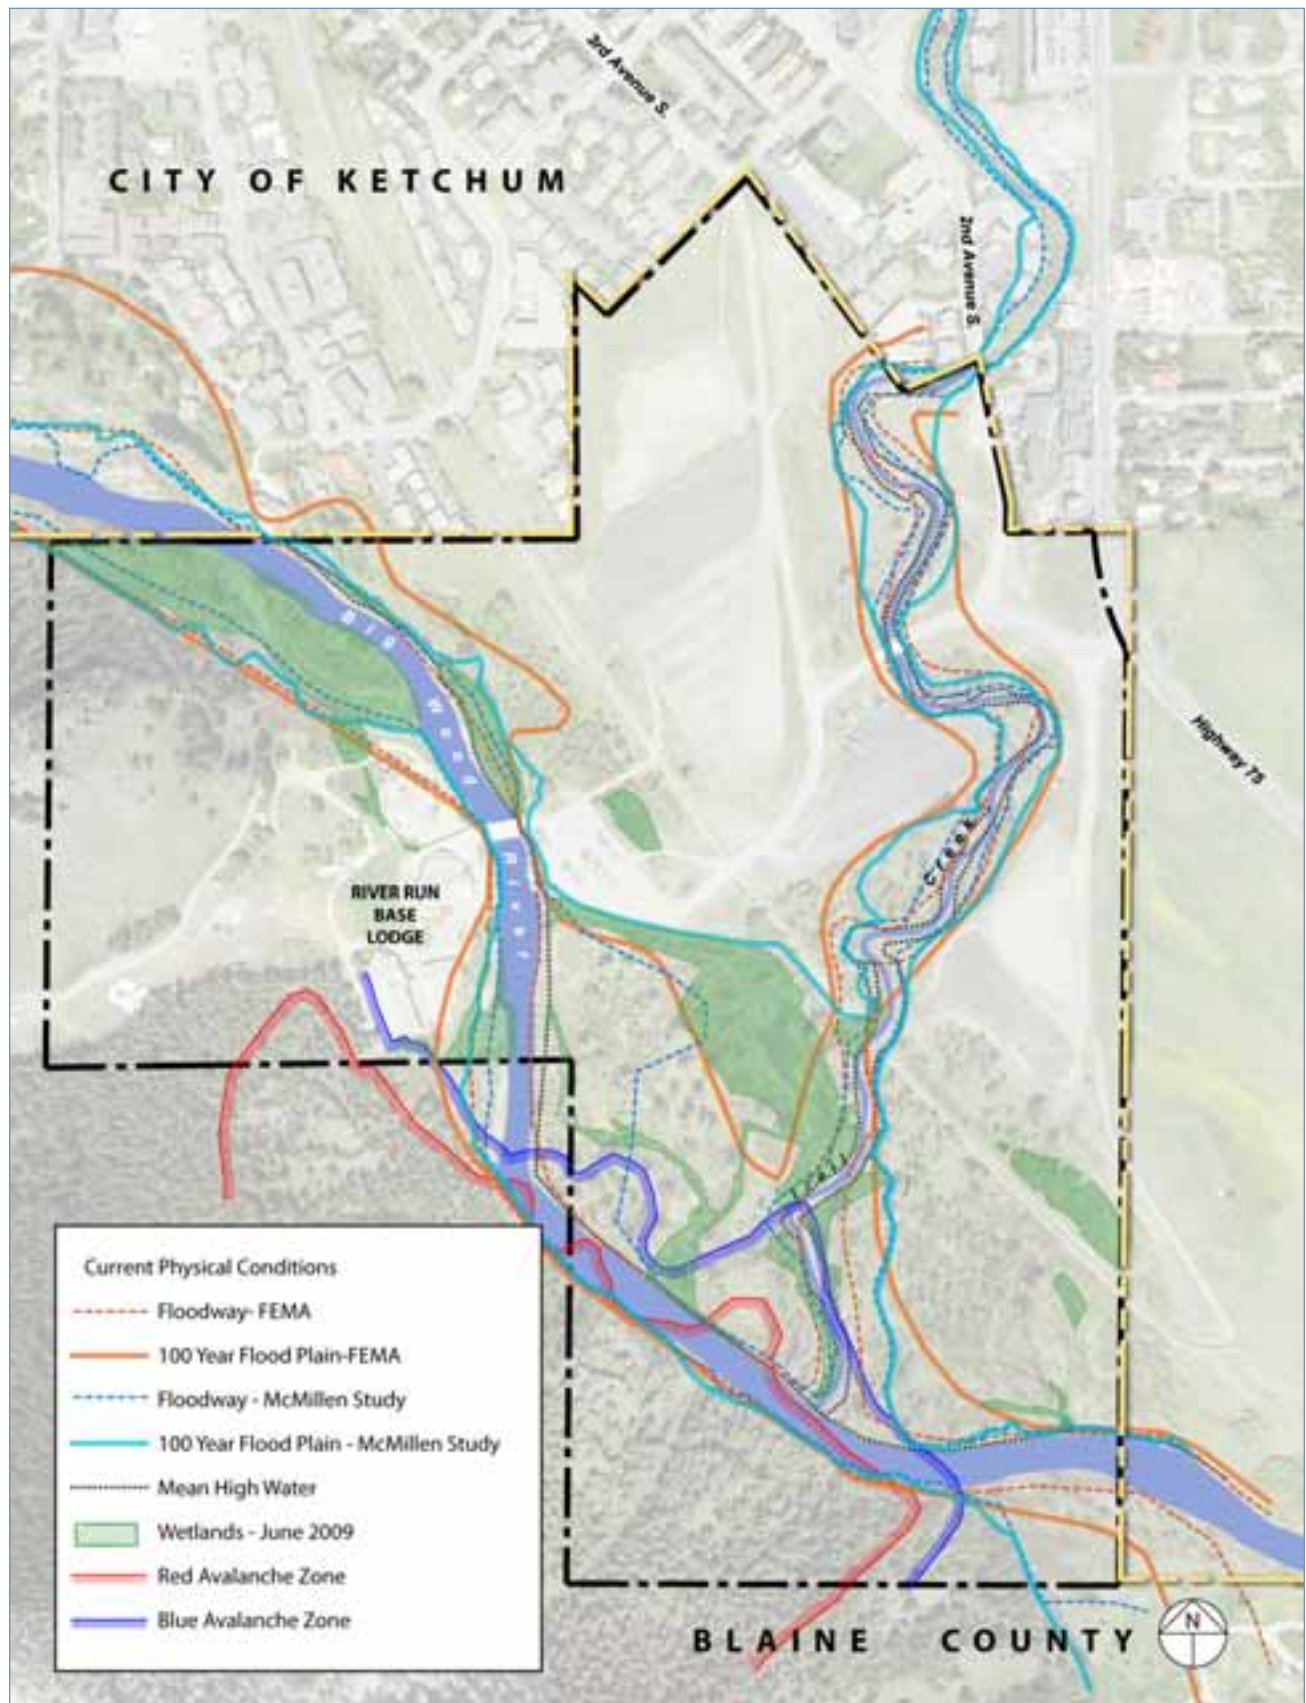 3rd Avenue S.
CITY OF KETCHUM
2nd Avenue S.
Big Wood River
Highway 75
Creek
RIVER RUN
BASE
LODGE
Trail
Current Physical Conditions
Floodway- FEMA
100 Year Flood Plain-FEMA
Floodway - McMillen Study
100 Year Flood Plain - McMillen Study
Mean High Water
Wetlands - June 2009
Red Avalanche Zone
Blue Avalanche Zone
N
BLAINE COUNTY